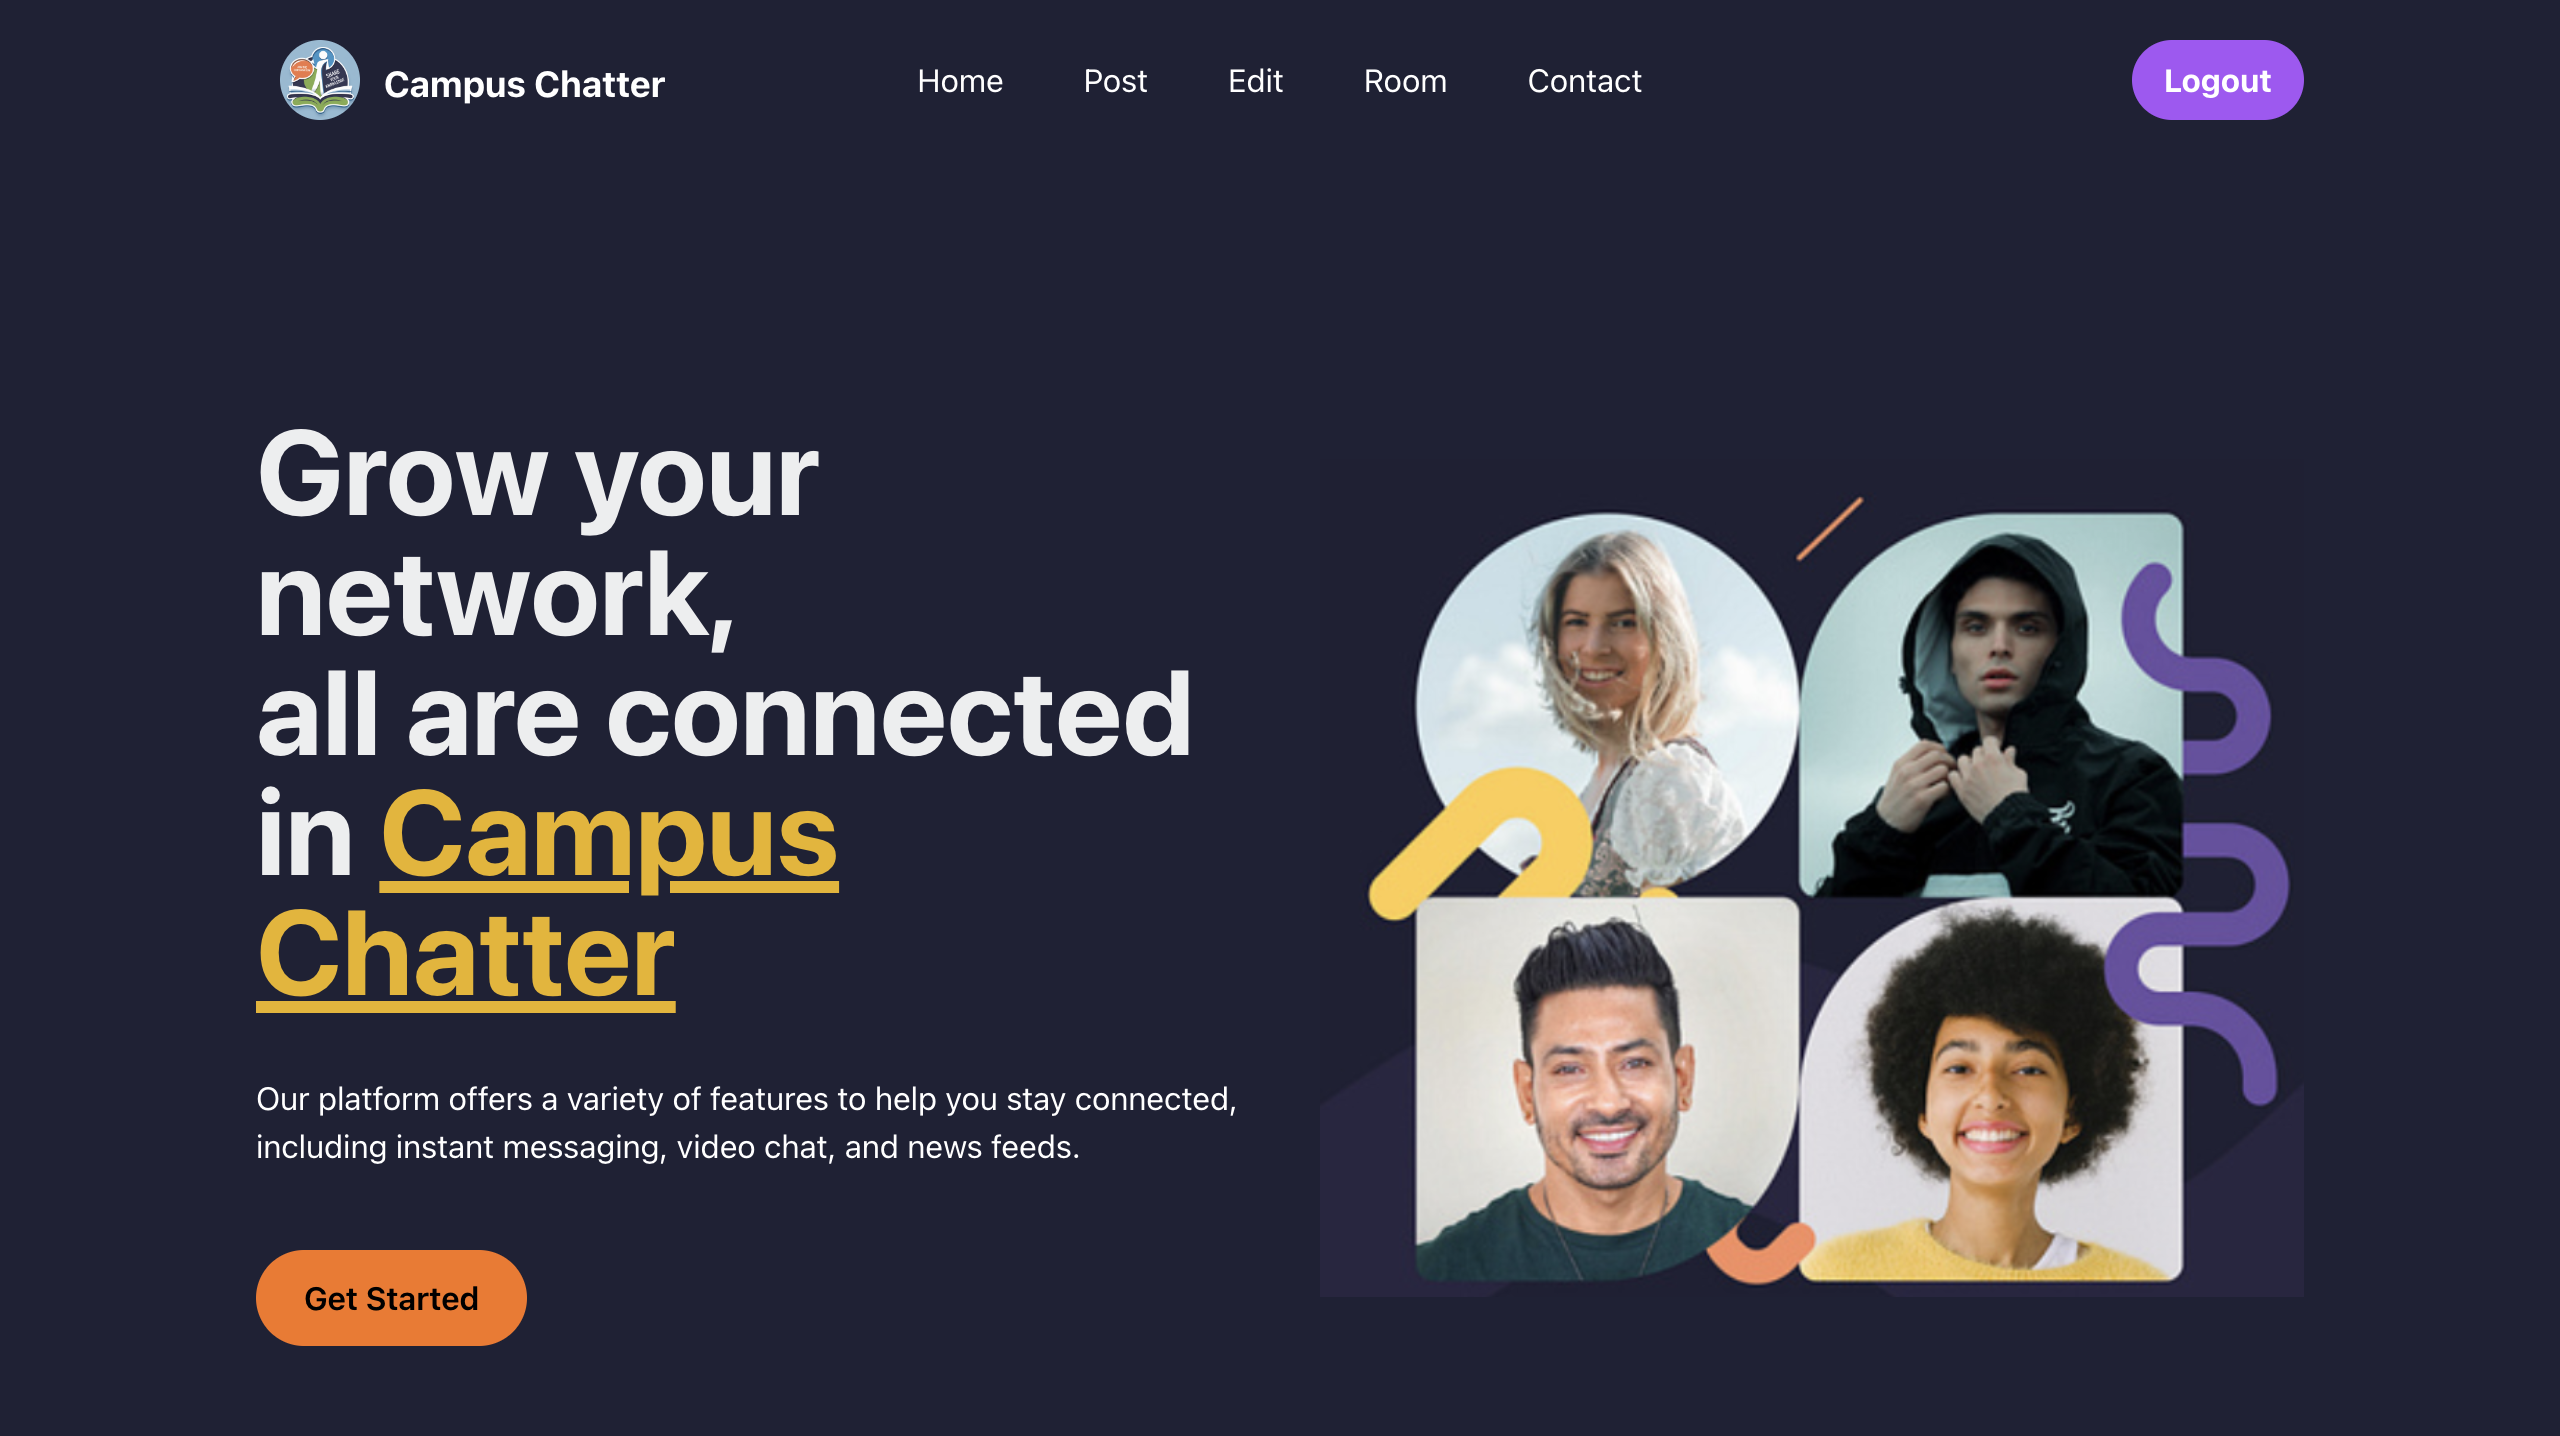 Campus Chatter
Home
Post
Edit
Room
Contact
Logout
Grow your
network,
all are connected
in Campus
Chatter
Our platform offers a variety of features to help you stay connected,
including instant messaging, video chat, and news feeds.
Get Started